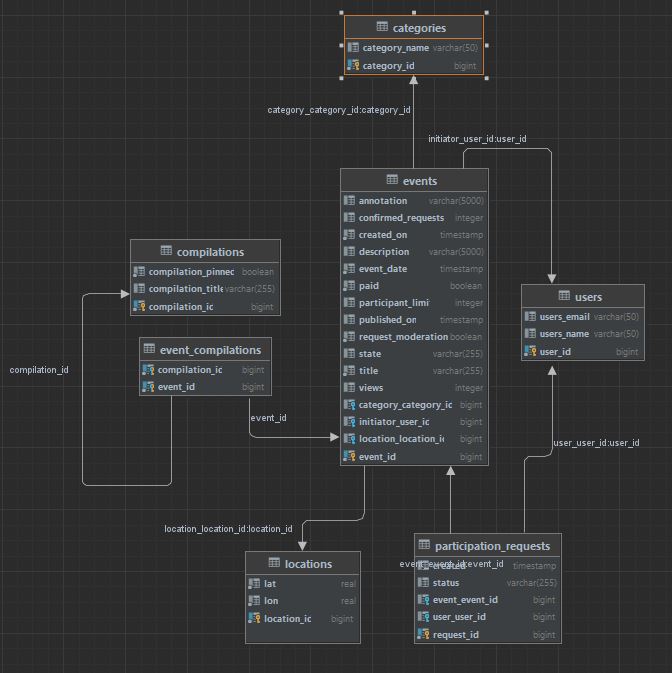 categories
category_name varchar(50)
category_id bigint
category_category_id:category_id
initiator_user_id:user_id
events
annotation varchar(5000)
confirmed_requests integer
created_on timestamp
description varchar(5000)
event_date timestamp
paid boolean
participant_limi integer
published_on timestamp
request_moderation boolean
state varchar(255)
title varchar(255)
views integer
category_category_ic bigint
initiator_user_ic bigint
location_location_ic bigint
event_id bigint
compilations
compilation_pinnec boolean
compilation_title varchar(255)
compilation_ic bigint
users
users_email varchar(50)
users_name varchar(50)
user_id bigint
event_compilations
compilation_ic bigint
event_id bigint
compilation_id
event_id
user_user_id:user_id
location_location_id:location_id
locations
lat real
lon real
location_ic bigint
participation_requests
created timestamp
event_event_id:event_id
status varchar(255)
event_event_id bigint
user_user_id bigint
request_id bigint